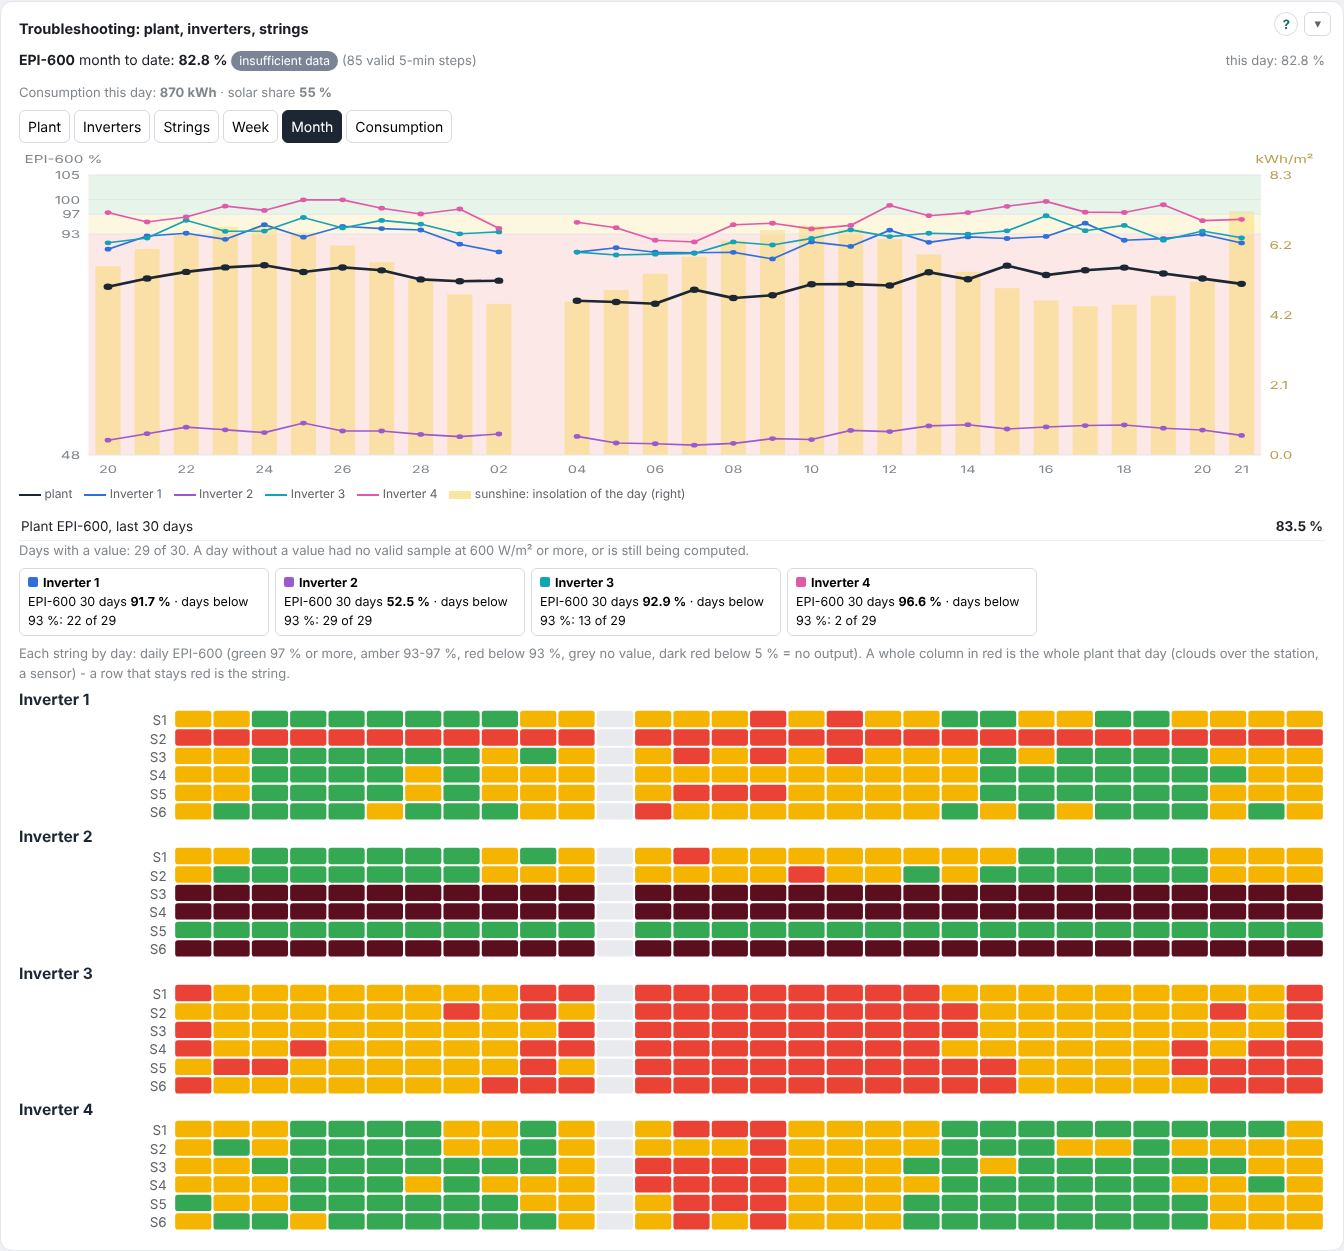 Troubleshooting: plant, inverters, strings
?
▼
EPI-600 month to date: 82.8 % insufficient data (85 valid 5-min steps)
this day: 82.8 %
Consumption this day: 870 kWh · solar share 55 %
Plant
Inverters
Strings
Week
Month
Consumption
EPI-600 %
kWh/m²
105
100
97
93
48
8.3
6.2
4.2
2.1
0.0
20 22 24 26 28 02 04 06 08 10 12 14 16 18 20 21
plant Inverter 1 Inverter 2 Inverter 3 Inverter 4 sunshine: insolation of the day (right)
Plant EPI-600, last 30 days
83.5 %
Days with a value: 29 of 30. A day without a value had no valid sample at 600 W/m² or more, or is still being computed.
Inverter 1
EPI-600 30 days 91.7 % · days below
93 %: 22 of 29
Inverter 2
EPI-600 30 days 52.5 % · days below
93 %: 29 of 29
Inverter 3
EPI-600 30 days 92.9 % · days below
93 %: 13 of 29
Inverter 4
EPI-600 30 days 96.6 % · days below
93 %: 2 of 29
Each string by day: daily EPI-600 (green 97 % or more, amber 93-97 %, red below 93 %, grey no value, dark red below 5 % = no output). A whole column in red is the whole plant that day (clouds over the station,
a sensor) - a row that stays red is the string.
Inverter 1
S1
S2
S3
S4
S5
S6
Inverter 2
S1
S2
S3
S4
S5
S6
Inverter 3
S1
S2
S3
S4
S5
S6
Inverter 4
S1
S2
S3
S4
S5
S6